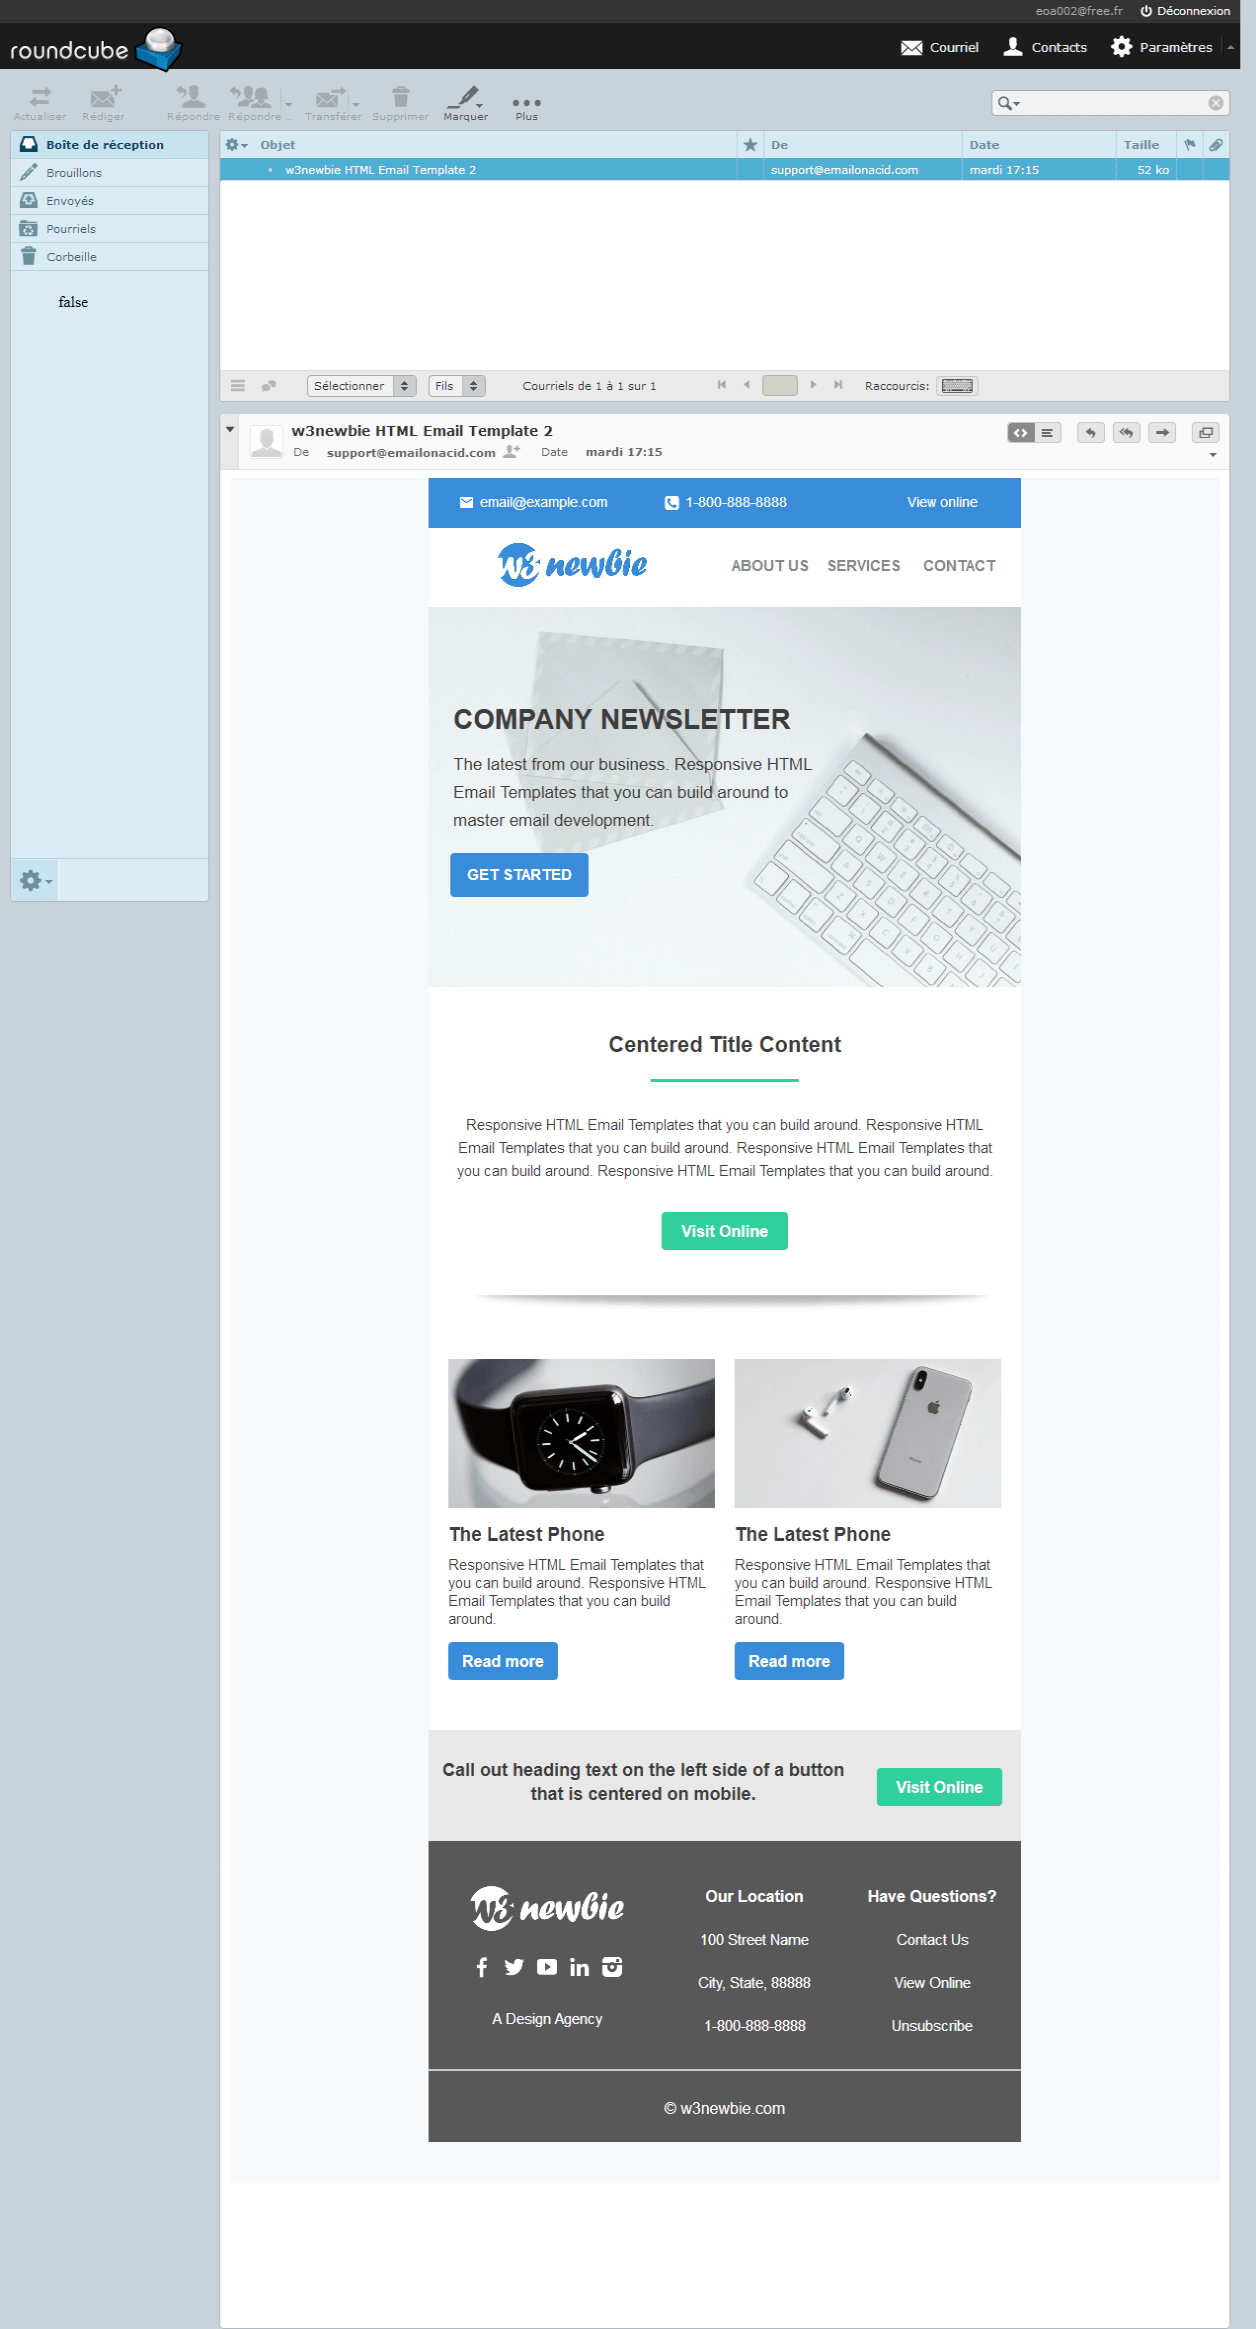 eoa002@free.fr Déconnexion
roundcube
Courriel Contacts Paramètres
Actualiser Rédiger Répondre Répondre ... Transférer Supprimer Marquer Plus
Boîte de réception
Brouillons
Envoyés
Pourriels
Corbeille
false
Objet De Date Taille
w3newbie HTML Email Template 2 support@emailonacid.com mardi 17:15 52 ko
Sélectionner Fils Courriels de 1 à 1 sur 1 Raccourcis:
w3newbie HTML Email Template 2
De support@emailonacid.com Date mardi 17:15
email@example.com 1-800-888-8888 View online
w3newbie
ABOUT US SERVICES CONTACT
COMPANY NEWSLETTER
The latest from our business. Responsive HTML
Email Templates that you can build around to
master email development.
GET STARTED
Centered Title Content
Responsive HTML Email Templates that you can build around. Responsive HTML
Email Templates that you can build around. Responsive HTML Email Templates that
you can build around. Responsive HTML Email Templates that you can build around.
Visit Online
The Latest Phone
Responsive HTML Email Templates that
you can build around. Responsive HTML
Email Templates that you can build
around.
Read more
The Latest Phone
Responsive HTML Email Templates that
you can build around. Responsive HTML
Email Templates that you can build
around.
Read more
Call out heading text on the left side of a button
that is centered on mobile.
Visit Online
w3newbie
A Design Agency
Our Location
100 Street Name
City, State, 88888
1-800-888-8888
Have Questions?
Contact Us
View Online
Unsubscribe
© w3newbie.com